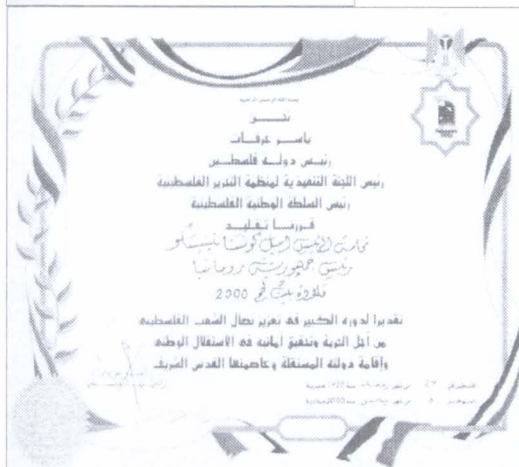 بسم الله الرحمن الرحيم
نحن
ياسر عرفات
رئيس دولة فلسطين
رئيس اللجنة التنفيذية لمنظمة التحرير الفلسطينية
رئيس السلطة الوطنية الفلسطينية
قررنا تقليد
فخامة الرئيس اميل كونستانتينيسكو
رئيس جمهورية رومانيا
قلادة بيت لحم 2000
تقديرا لدوره الكبير في تعزيز نضال الشعب الفلسطيني
من أجل الحرية وتحقيق أمانيه في الاستقلال الوطني
وإقامة دولته المستقلة وعاصمتها القدس الشريف